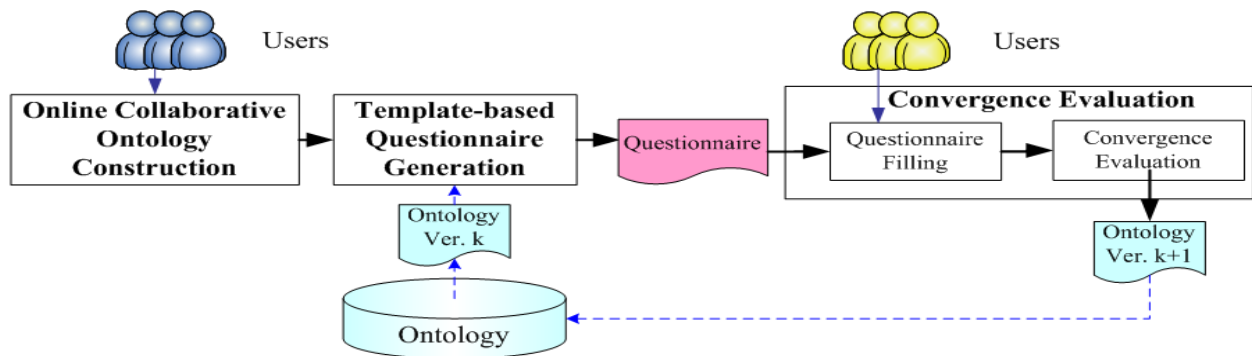 Users
Users
Online Collaborative
Ontology
Construction
Template-based
Questionnaire
Generation
Questionnaire
Convergence Evaluation
Questionnaire
Filling
Convergence
Evaluation
Ontology
Ver. k
Ontology
Ver. k+1
Ontology